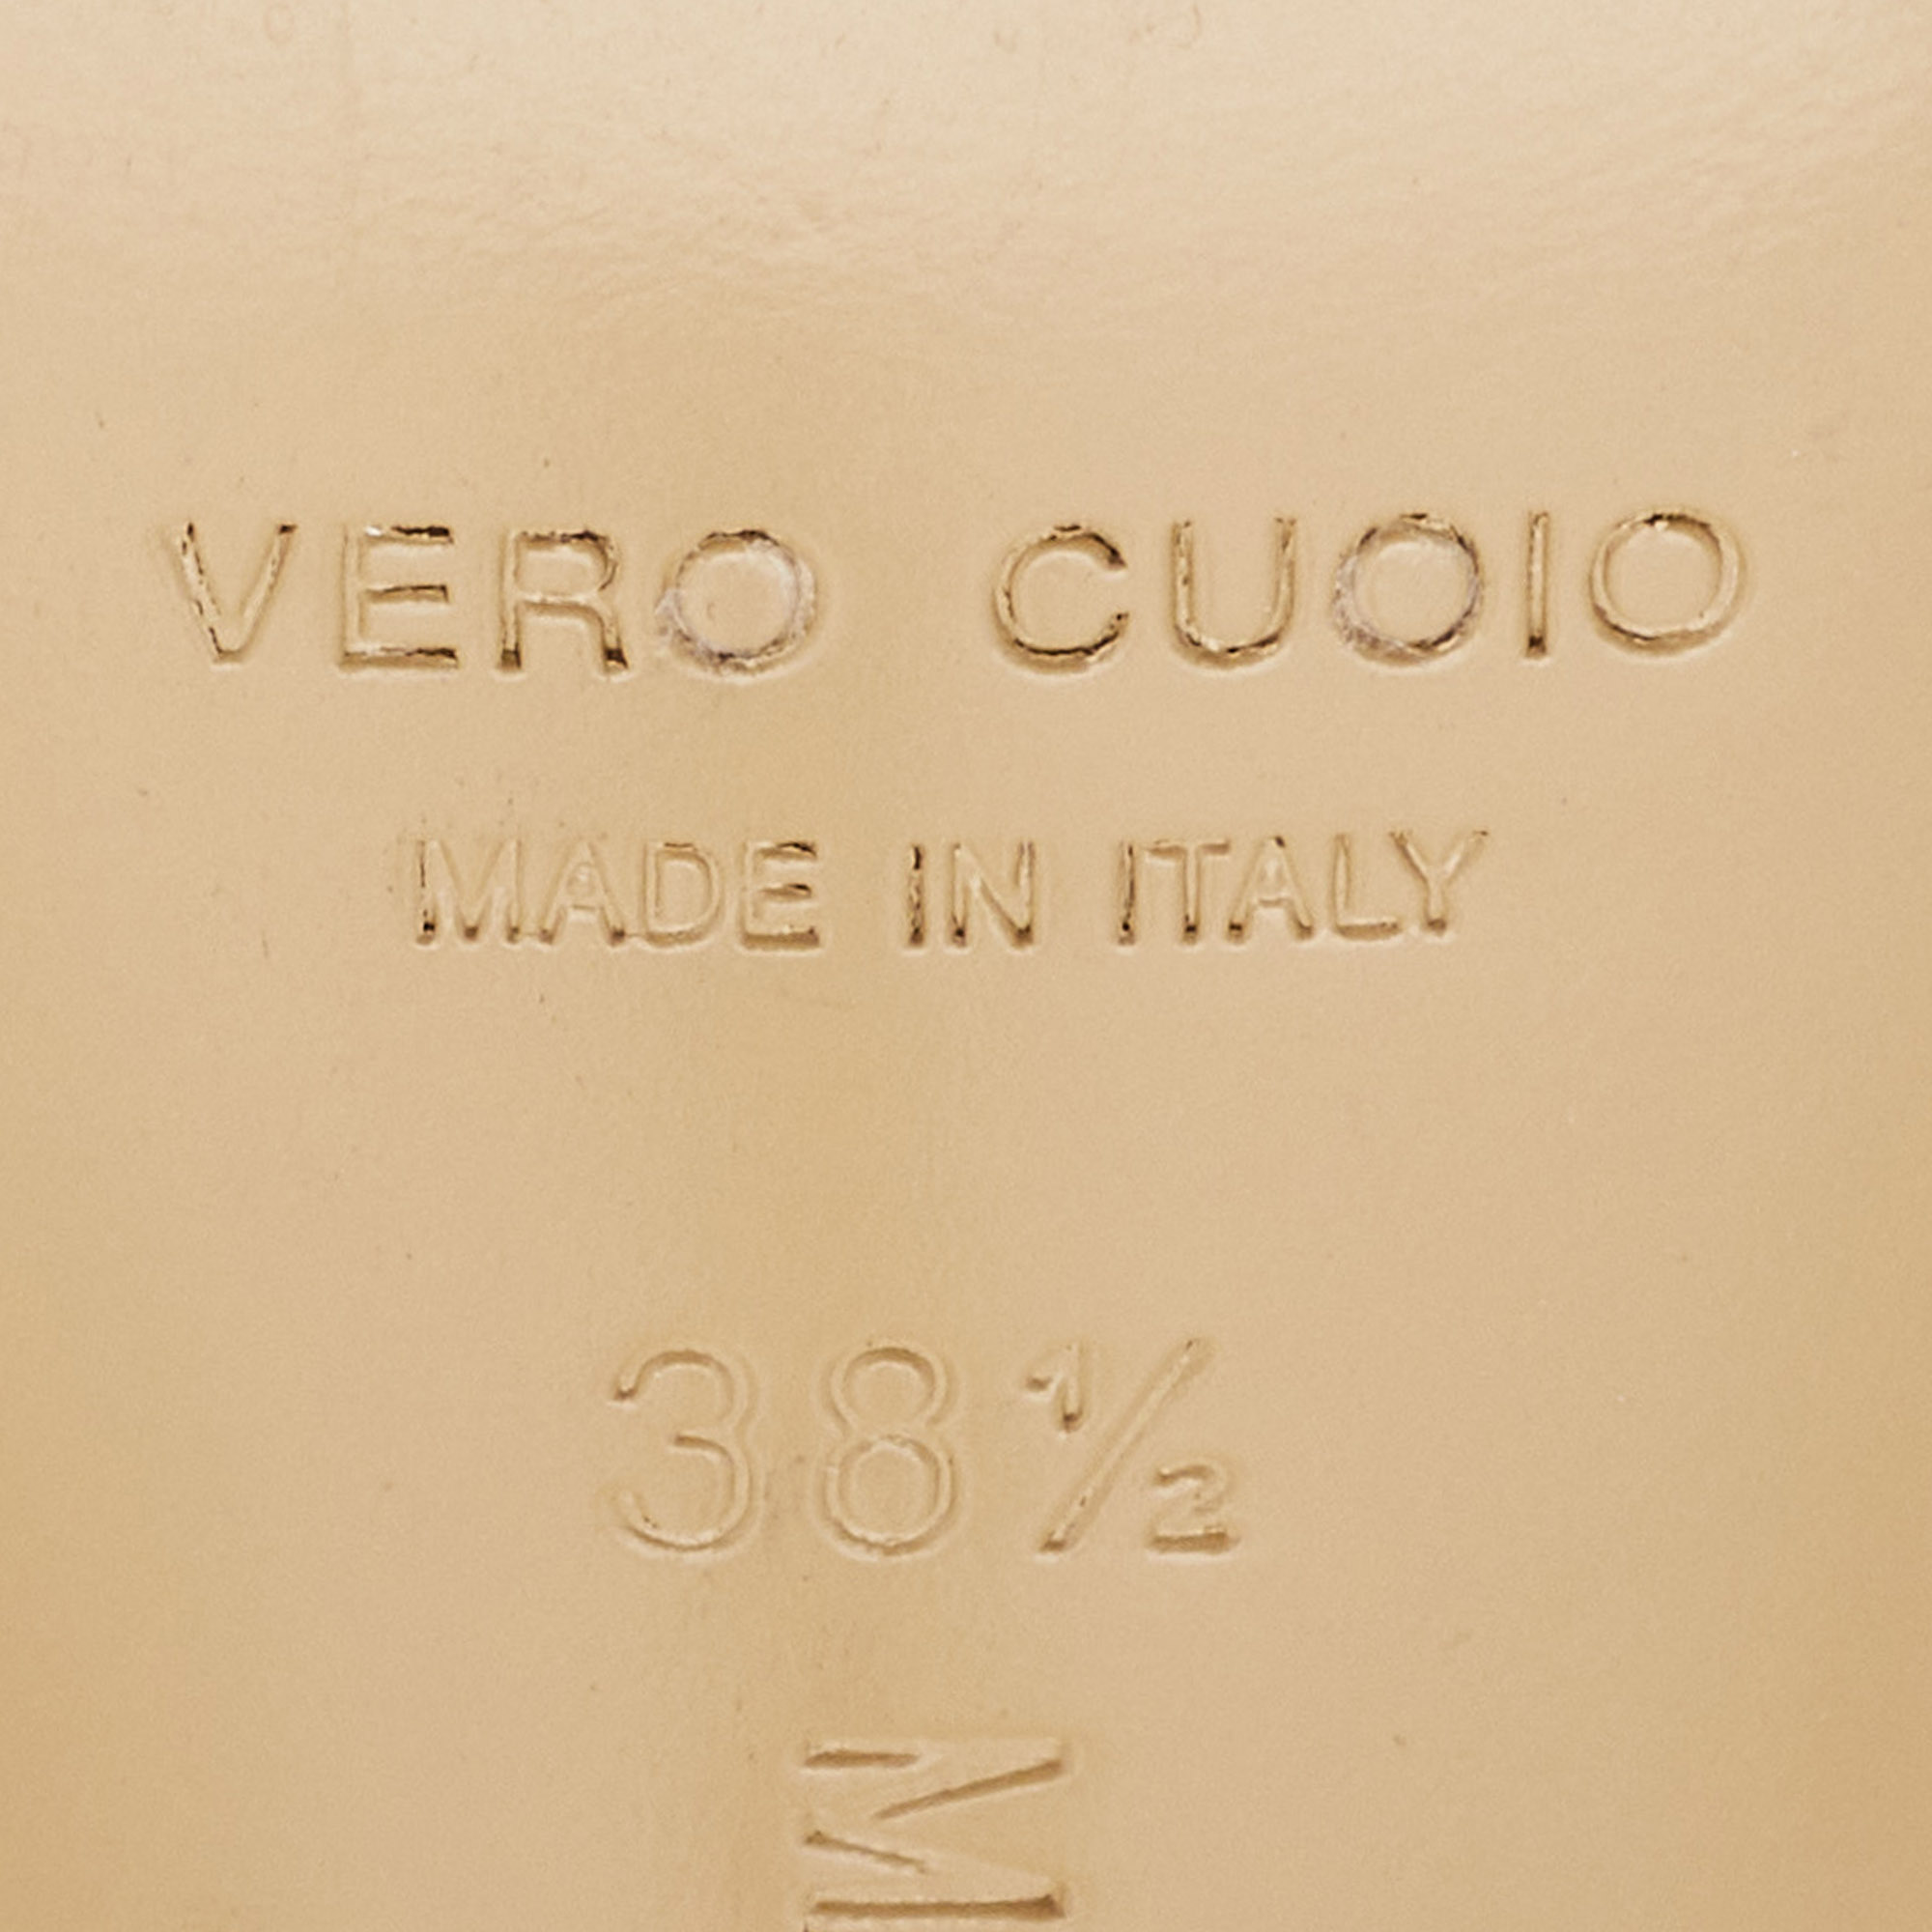 VERO CUOIO
MADE IN ITALY
38½